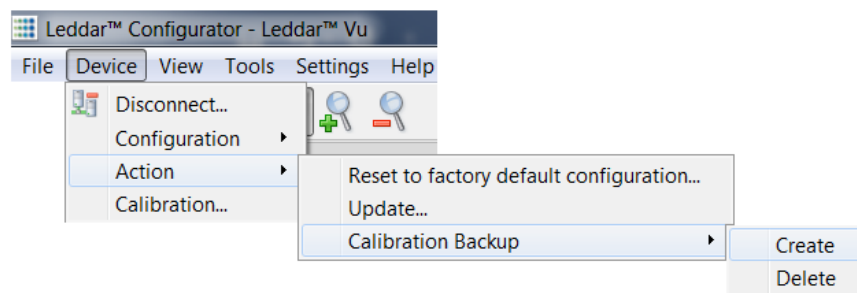 Leddar™ Configurator - Leddar™ Vu
File Device View Tools Settings Help
Disconnect...
Configuration
Action
Calibration...
Reset to factory default configuration...
Update...
Calibration Backup
Create
Delete